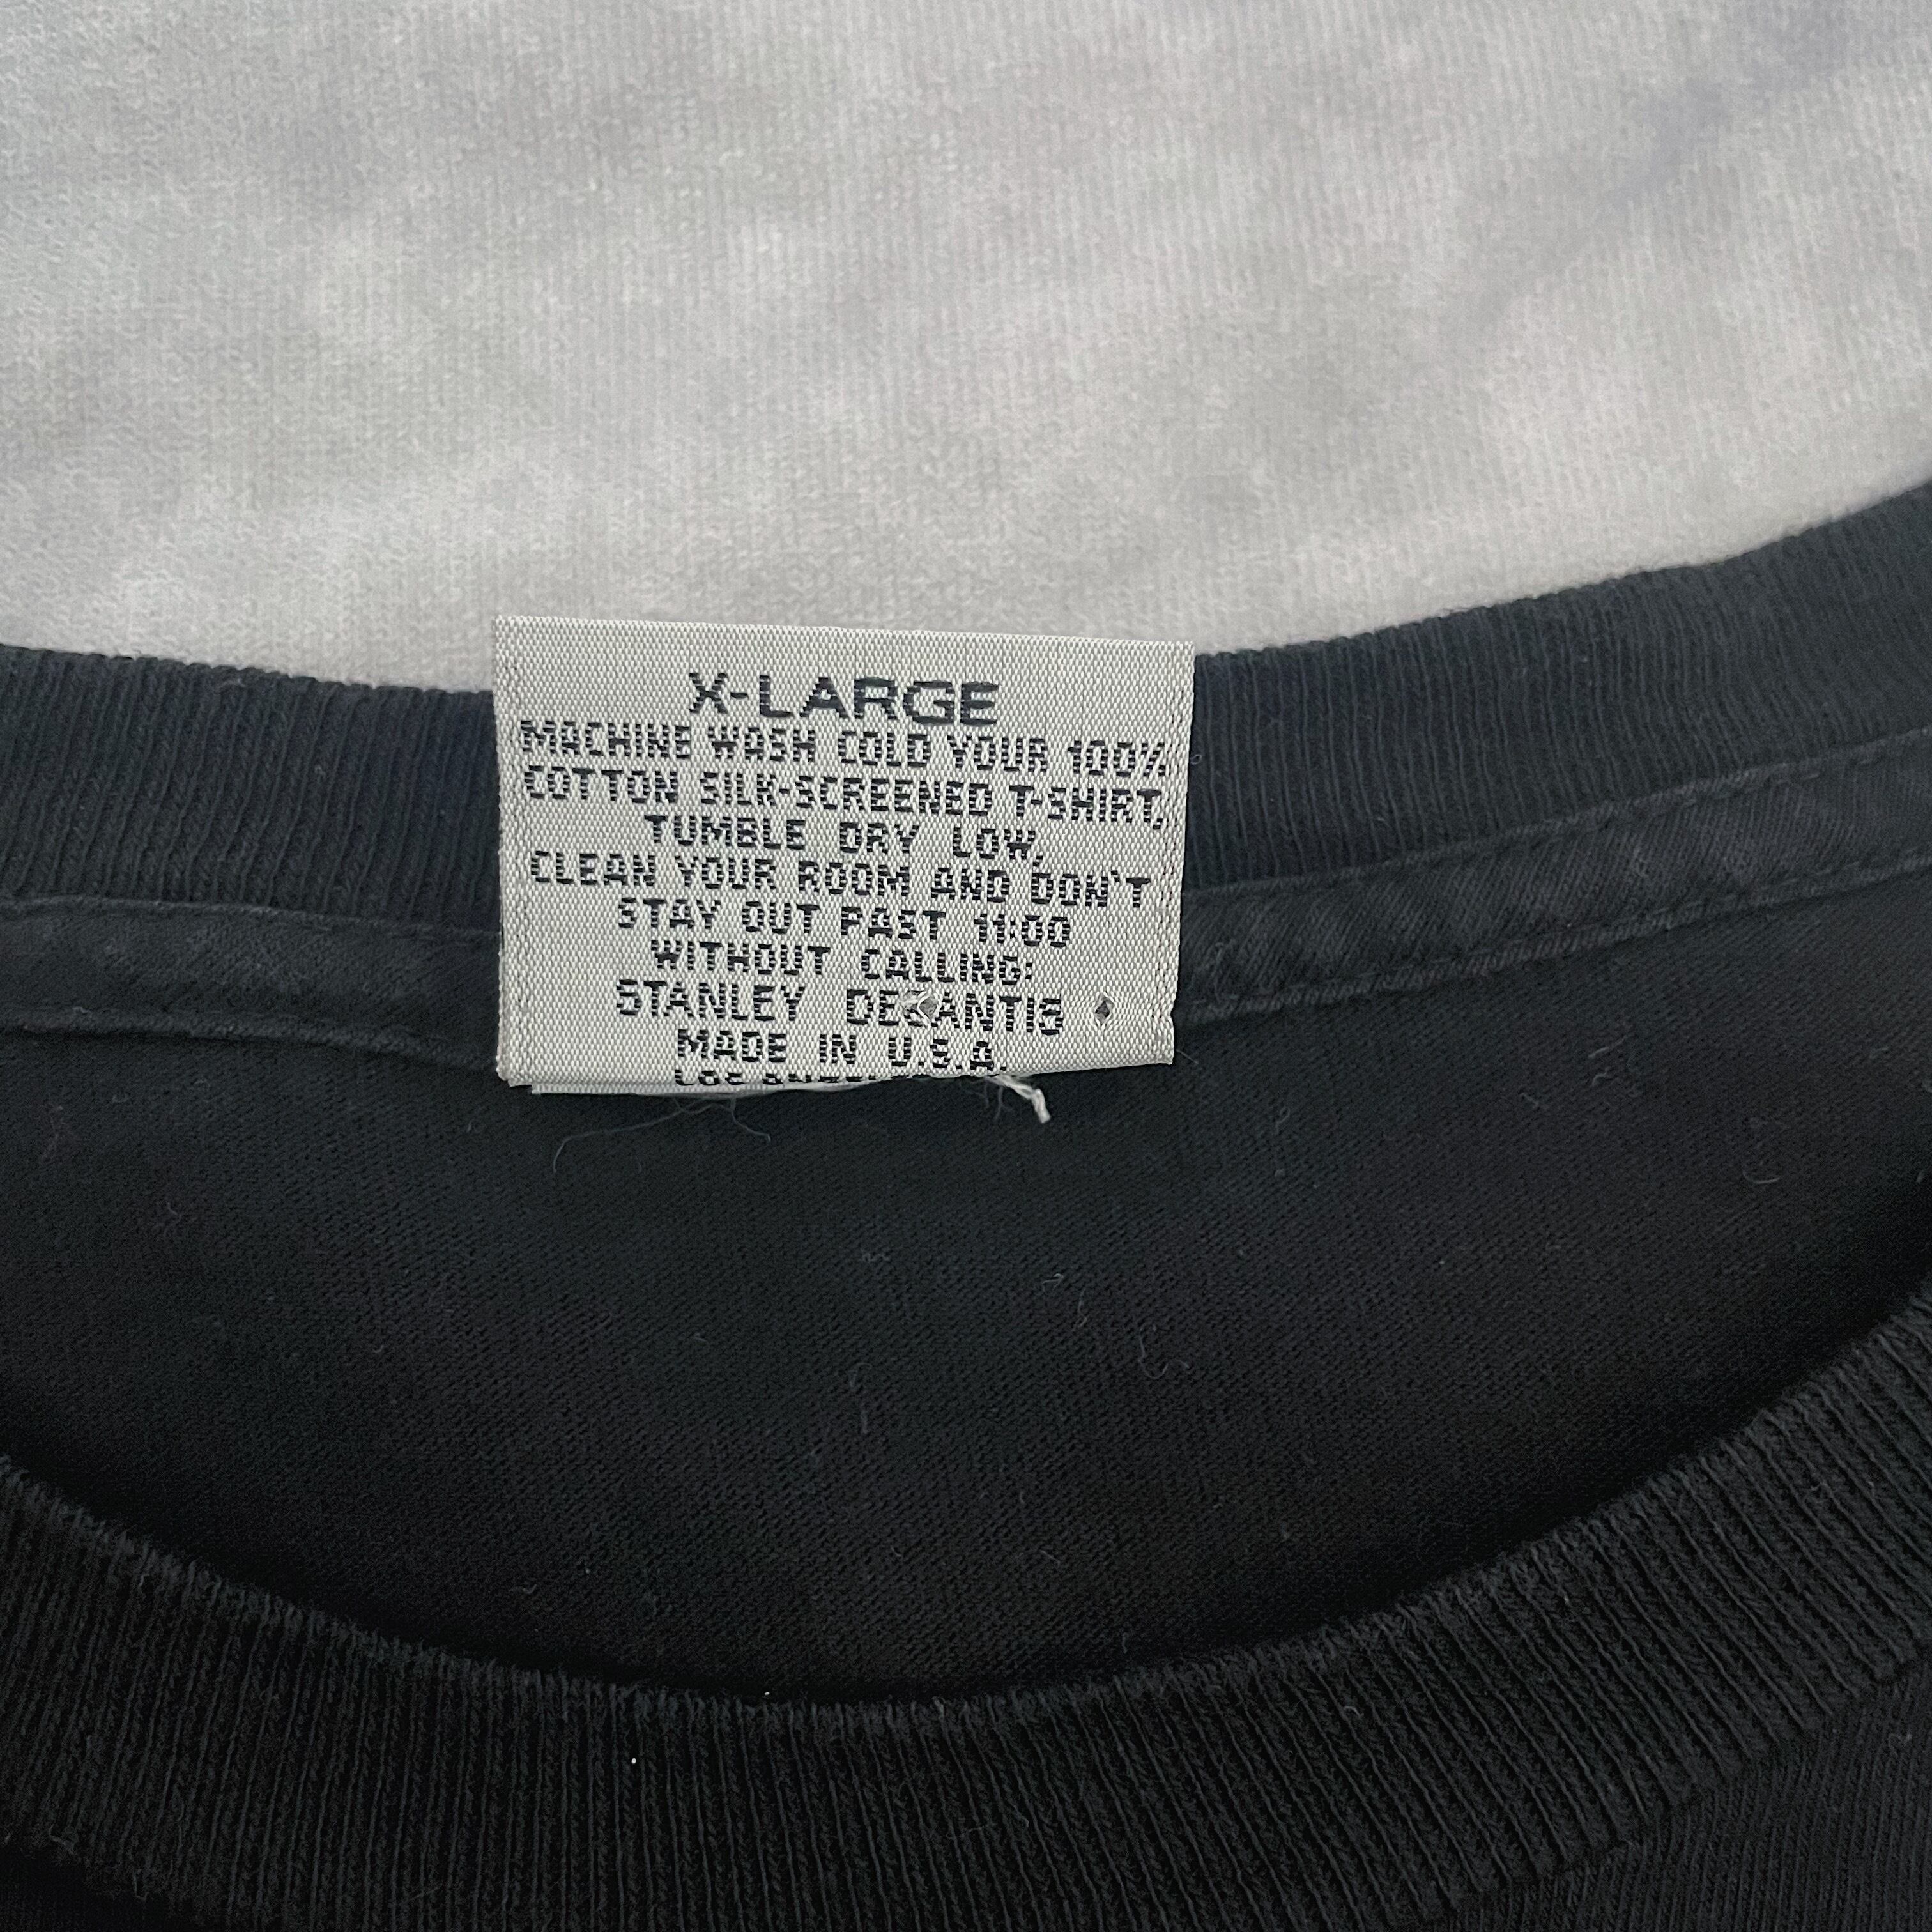 X-LARGE
MACHINE WASH COLD YOUR 100%
COTTON SILK-SCREENED T-SHIRT,
TUMBLE DRY LOW,
CLEAN YOUR ROOM AND DON'T
STAY OUT PAST 11:00
WITHOUT CALLING:
STANLEY DESANTIS
MADE IN U.S.A.
LOS